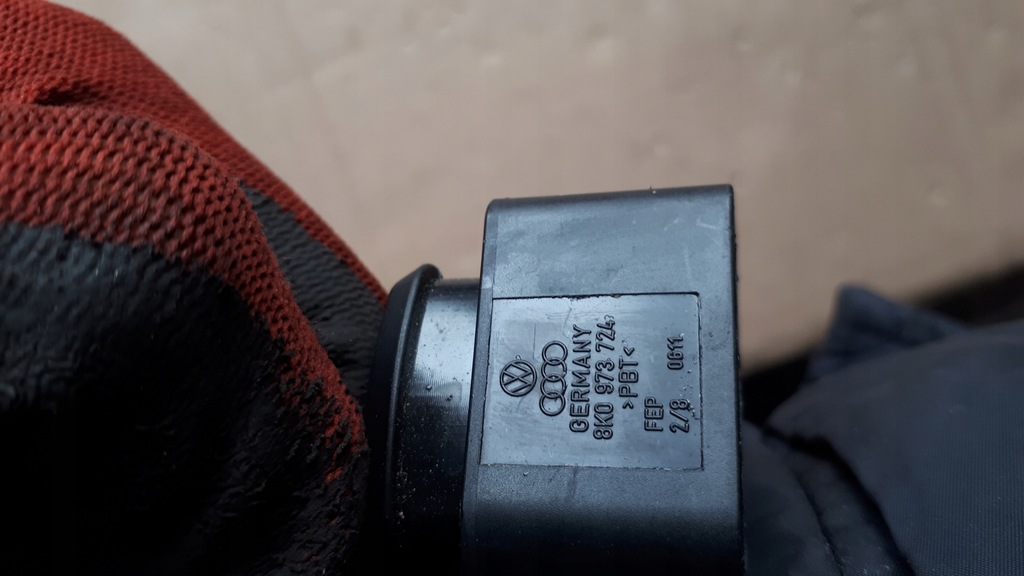 GERMANY
8K0 973 724
>PBT<
FEP
2/8 0611